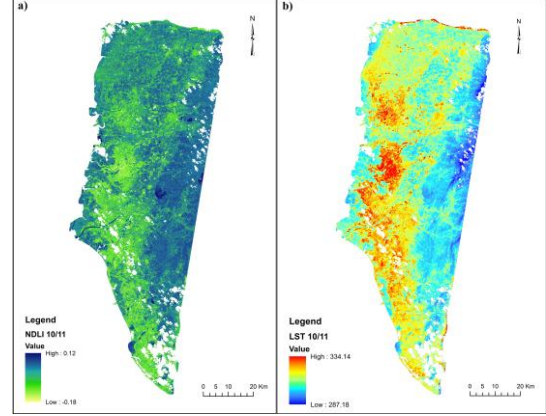 a)
N
Legend
NDLI 10/11
Value
High : 0.12
Low : -0.18
0 5 10 20 Km
b)
N
Legend
LST 10/11
Value
High : 334.14
Low : 287.18
0 5 10 20 Km